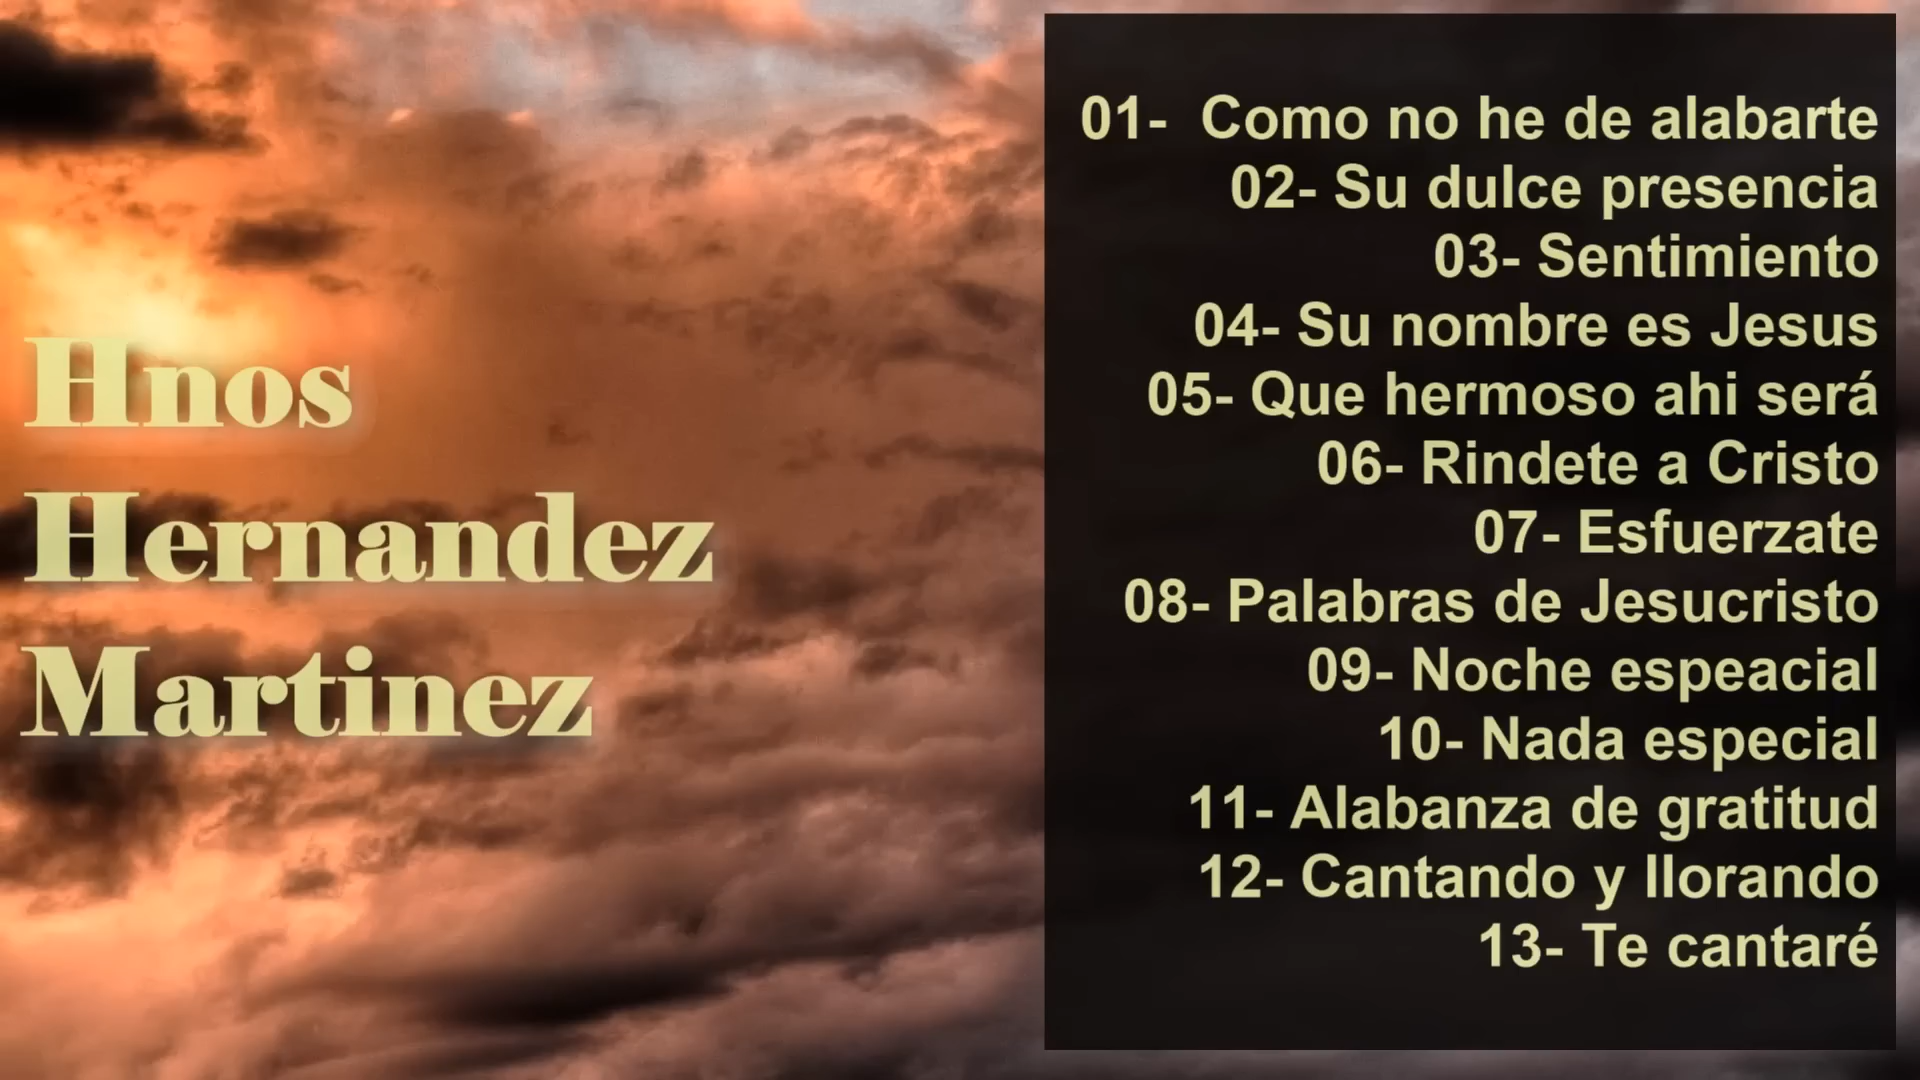 Hnos
Hernandez
Martinez
01-  Como no he de alabarte
02- Su dulce presencia
03- Sentimiento
04- Su nombre es Jesus
05- Que hermoso ahi será
06- Rindete a Cristo
07- Esfuerzate
08- Palabras de Jesucristo
09- Noche espeacial
10- Nada especial
11- Alabanza de gratitud
12- Cantando y llorando
13- Te cantaré